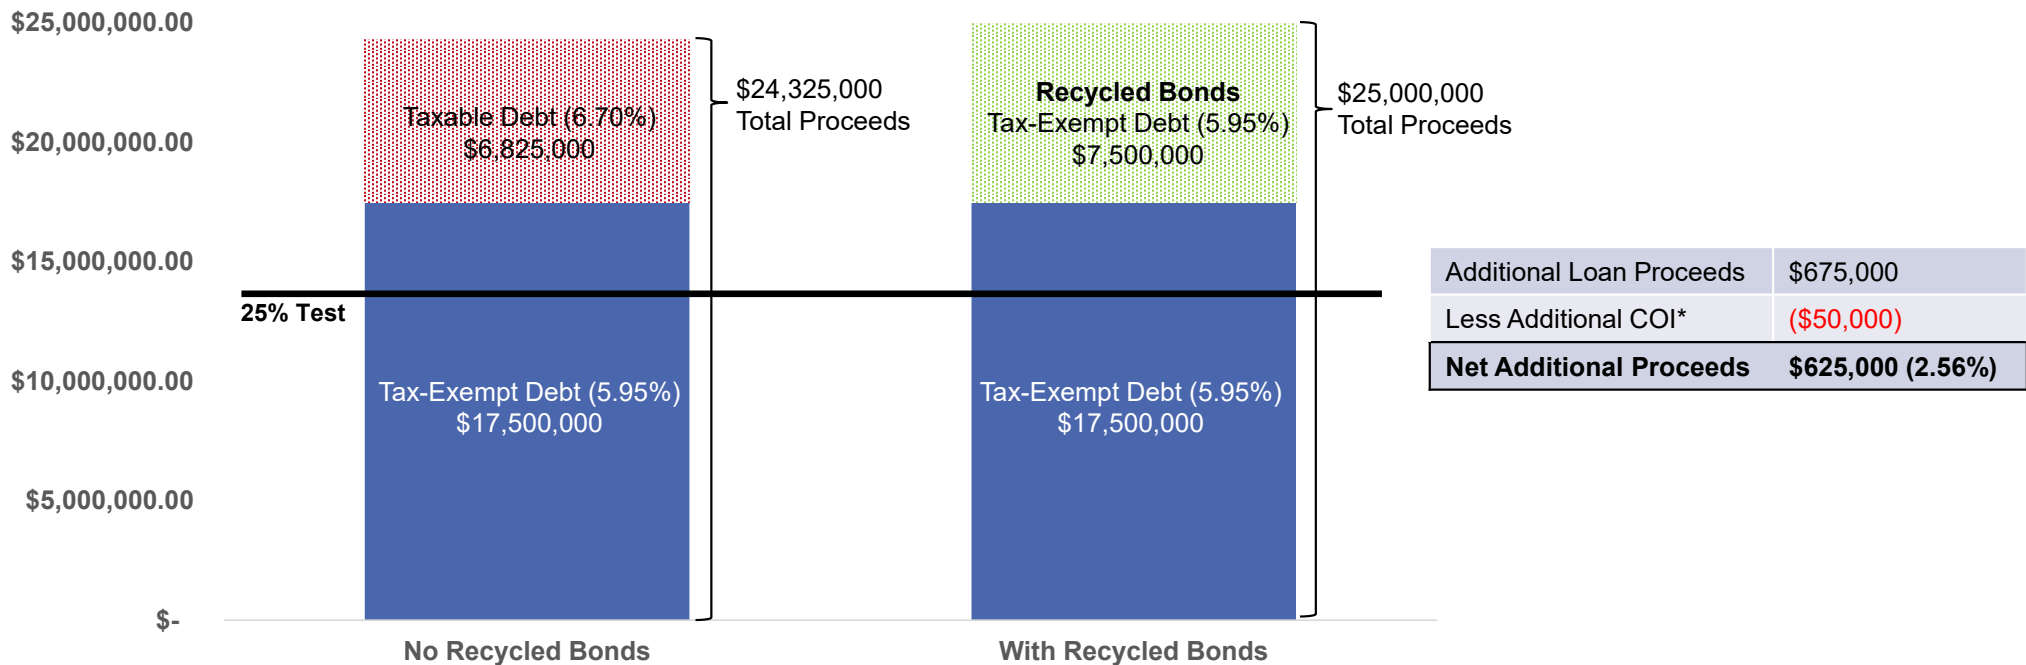 $25,000,000.00
$20,000,000.00
$15,000,000.00
$10,000,000.00
$5,000,000.00
$-
Taxable Debt (6.70%)
$6,825,000
$24,325,000
Total Proceeds
Recycled Bonds
Tax-Exempt Debt (5.95%)
$7,500,000
$25,000,000
Total Proceeds
25% Test
Tax-Exempt Debt (5.95%)
$17,500,000
Tax-Exempt Debt (5.95%)
$17,500,000
No Recycled Bonds
With Recycled Bonds
Additional Loan Proceeds $675,000
Less Additional COI* ($50,000)
Net Additional Proceeds $625,000 (2.56%)